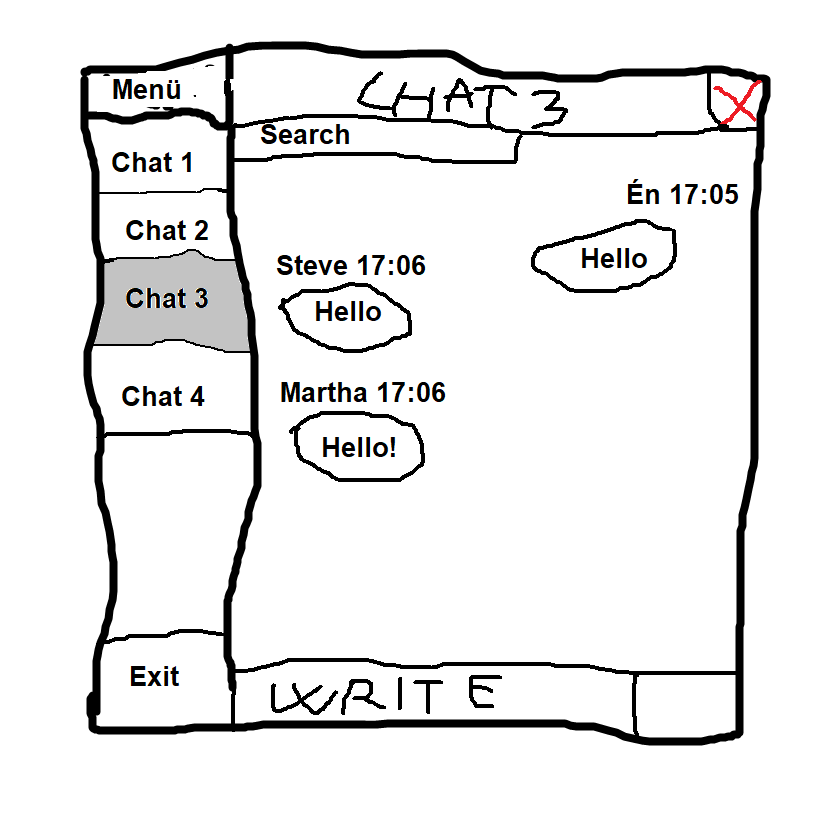 Menü
CHAT 3
Search
Chat 1
Chat 2
Chat 3
Chat 4
Exit
Én 17:05
Hello
Steve 17:06
Hello
Martha 17:06
Hello!
WRITE